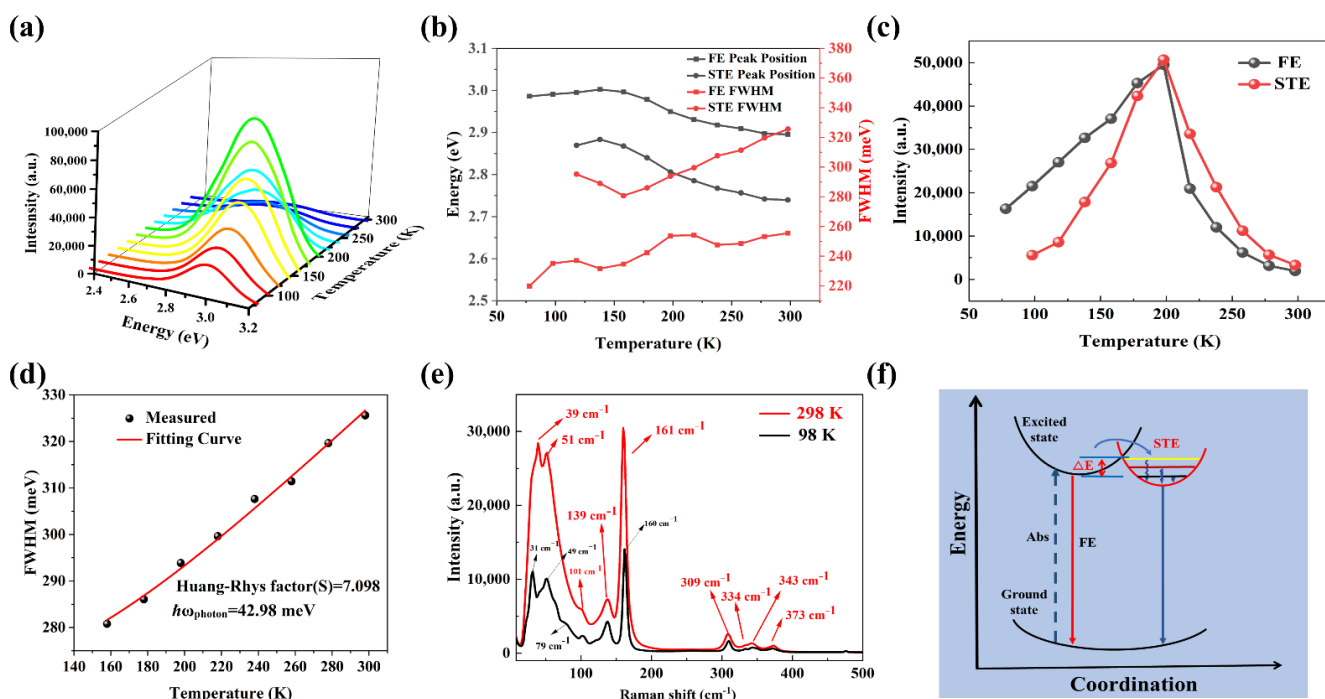 (a)
100,000
80,000
60,000
40,000
20,000
0
Intensity (a.u.)
2.4
2.6
2.8
3.0
3.2
Energy (eV)
100
150
200
250
300
Temperature (K)
(b)
3.1
3.0
2.9
2.8
2.7
2.6
2.5
Energy (eV)
FE Peak Position
STE Peak Position
FE FWHM
STE FWHM
380
360
340
320
300
280
260
240
220
FWHM (meV)
50 100 150 200 250 300
Temperature (K)
(c)
FE
STE
50,000
40,000
30,000
20,000
10,000
0
Intensity (a.u.)
50 100 150 200 250 300
Temperature (K)
(d)
330
320
310
300
290
280
FWHM (meV)
Measured
Fitting Curve
Huang-Rhys factor(S)=7.098
ℏωphoton=42.98 meV
140 160 180 200 220 240 260 280 300
Temperature (K)
(e)
30,000
20,000
10,000
0
Intensity (a.u.)
298 K
98 K
39 cm⁻¹
51 cm⁻¹
161 cm⁻¹
139 cm⁻¹
160 cm⁻¹
31 cm⁻¹
49 cm⁻¹
101 cm⁻¹
79 cm⁻¹
309 cm⁻¹
334 cm⁻¹
343 cm⁻¹
373 cm⁻¹
100 200 300 400 500
Raman shift (cm⁻¹)
(f)
Energy
Excited
state
STE
△E
Abs
FE
Ground
state
Coordination